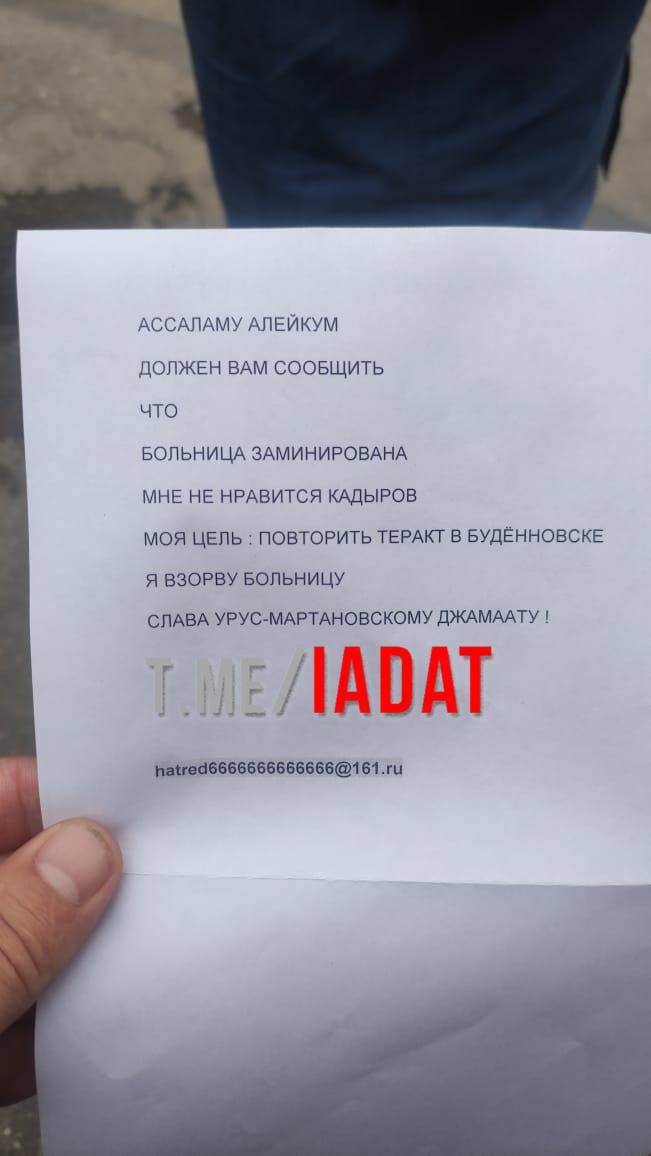 АССАЛАМУ АЛЕЙКУМ
ДОЛЖЕН ВАМ СООБЩИТЬ
ЧТО
БОЛЬНИЦА ЗАМИНИРОВАНА
МНЕ НЕ НРАВИТСЯ КАДЫРОВ
МОЯ ЦЕЛЬ : ПОВТОРИТЬ ТЕРАКТ В БУДЁННОВСКЕ
Я ВЗОРВУ БОЛЬНИЦУ
СЛАВА УРУС-МАРТАНОВСКОМУ ДЖАМААТУ !
T.ME/IADAT
hatred6666666666666@161.ru